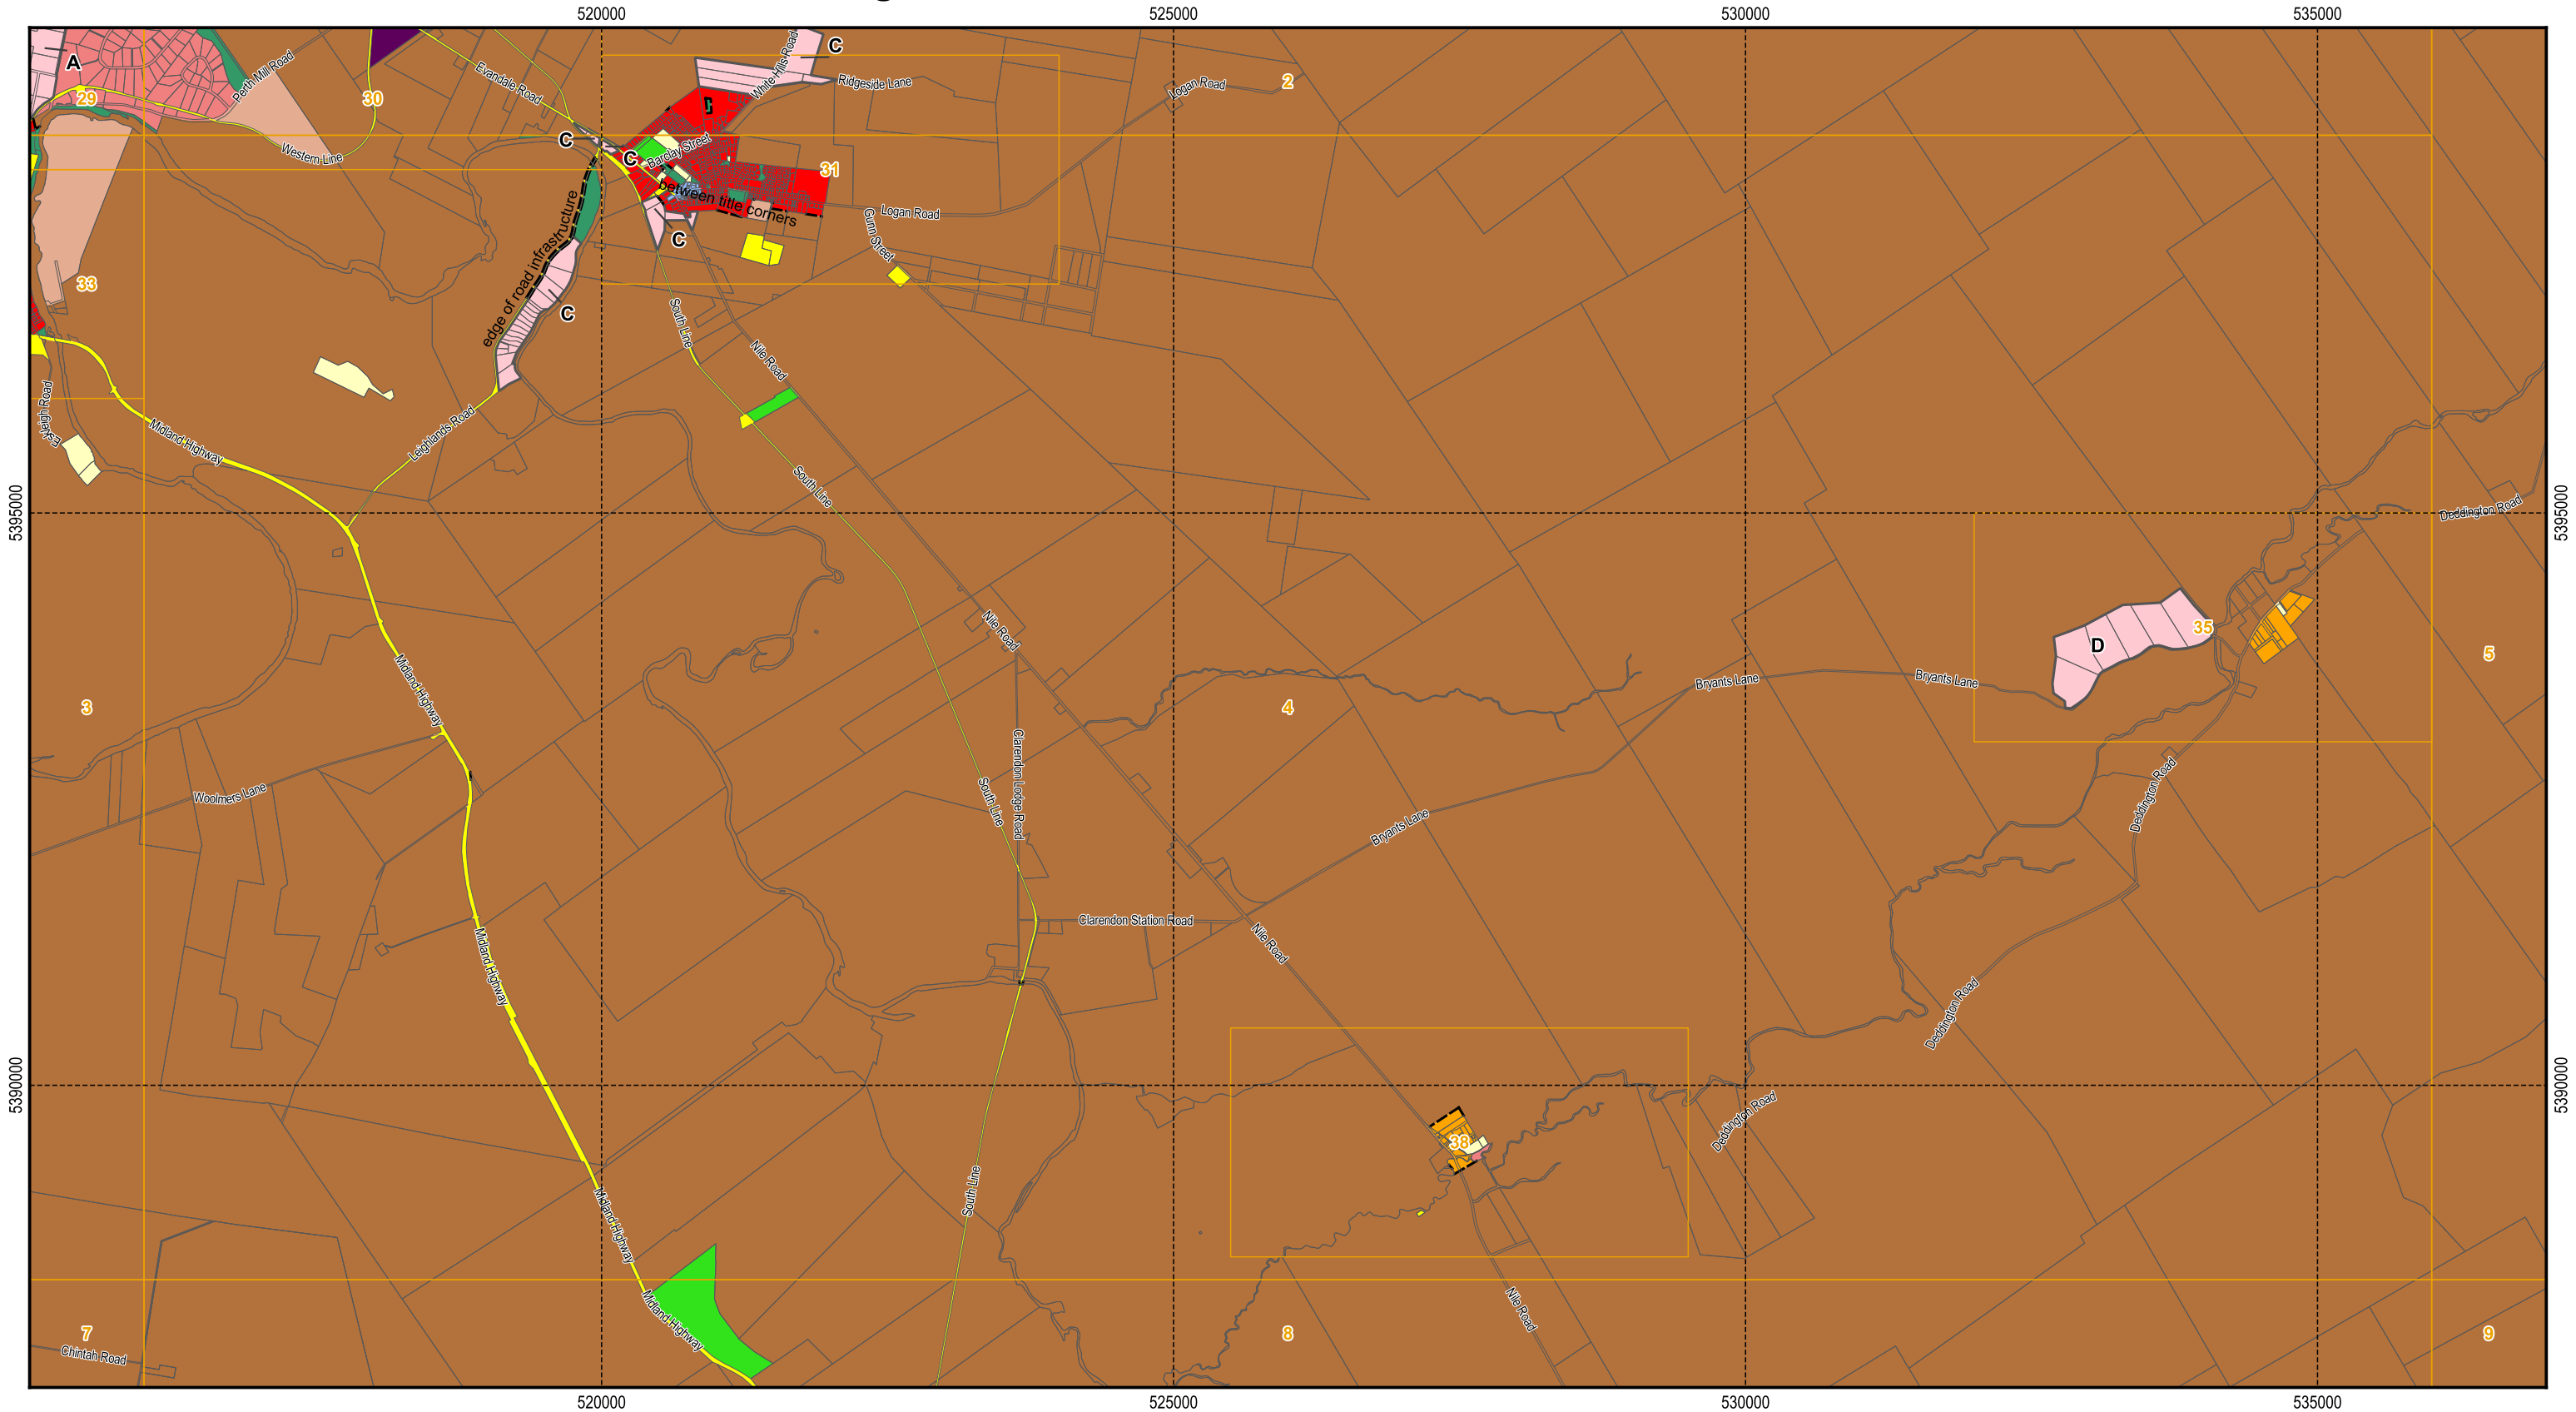 520000
525000
530000
535000
A
C
2
29
30
Perth Mill Road
Evandale Road
White Hills Road
Ridgeside Lane
Logan Road
Western Line
C
C
Barclay Street
31
between title corners
Logan Road
Gunn Street
C
33
edge of road infrastructure
C
South Line
Nile Road
Esleigh Road
Midland Highway
Leighlands Road
South Line
5395000
5395000
Deddington Road
Nile Road
D
35
5
Midland Highway
Bryants Lane
Bryants Lane
3
4
Clarendon Lodge Road
South Line
Woolmers Lane
Bryants Lane
Deddington Road
Clarendon Station Road
Nile Road
Midland Highway
Deddington Road
5390000
5390000
Deddington Road
38
South Line
Midland Highway
Midland Highway
Nile Road
7
8
9
Chintah Road
520000
525000
530000
535000